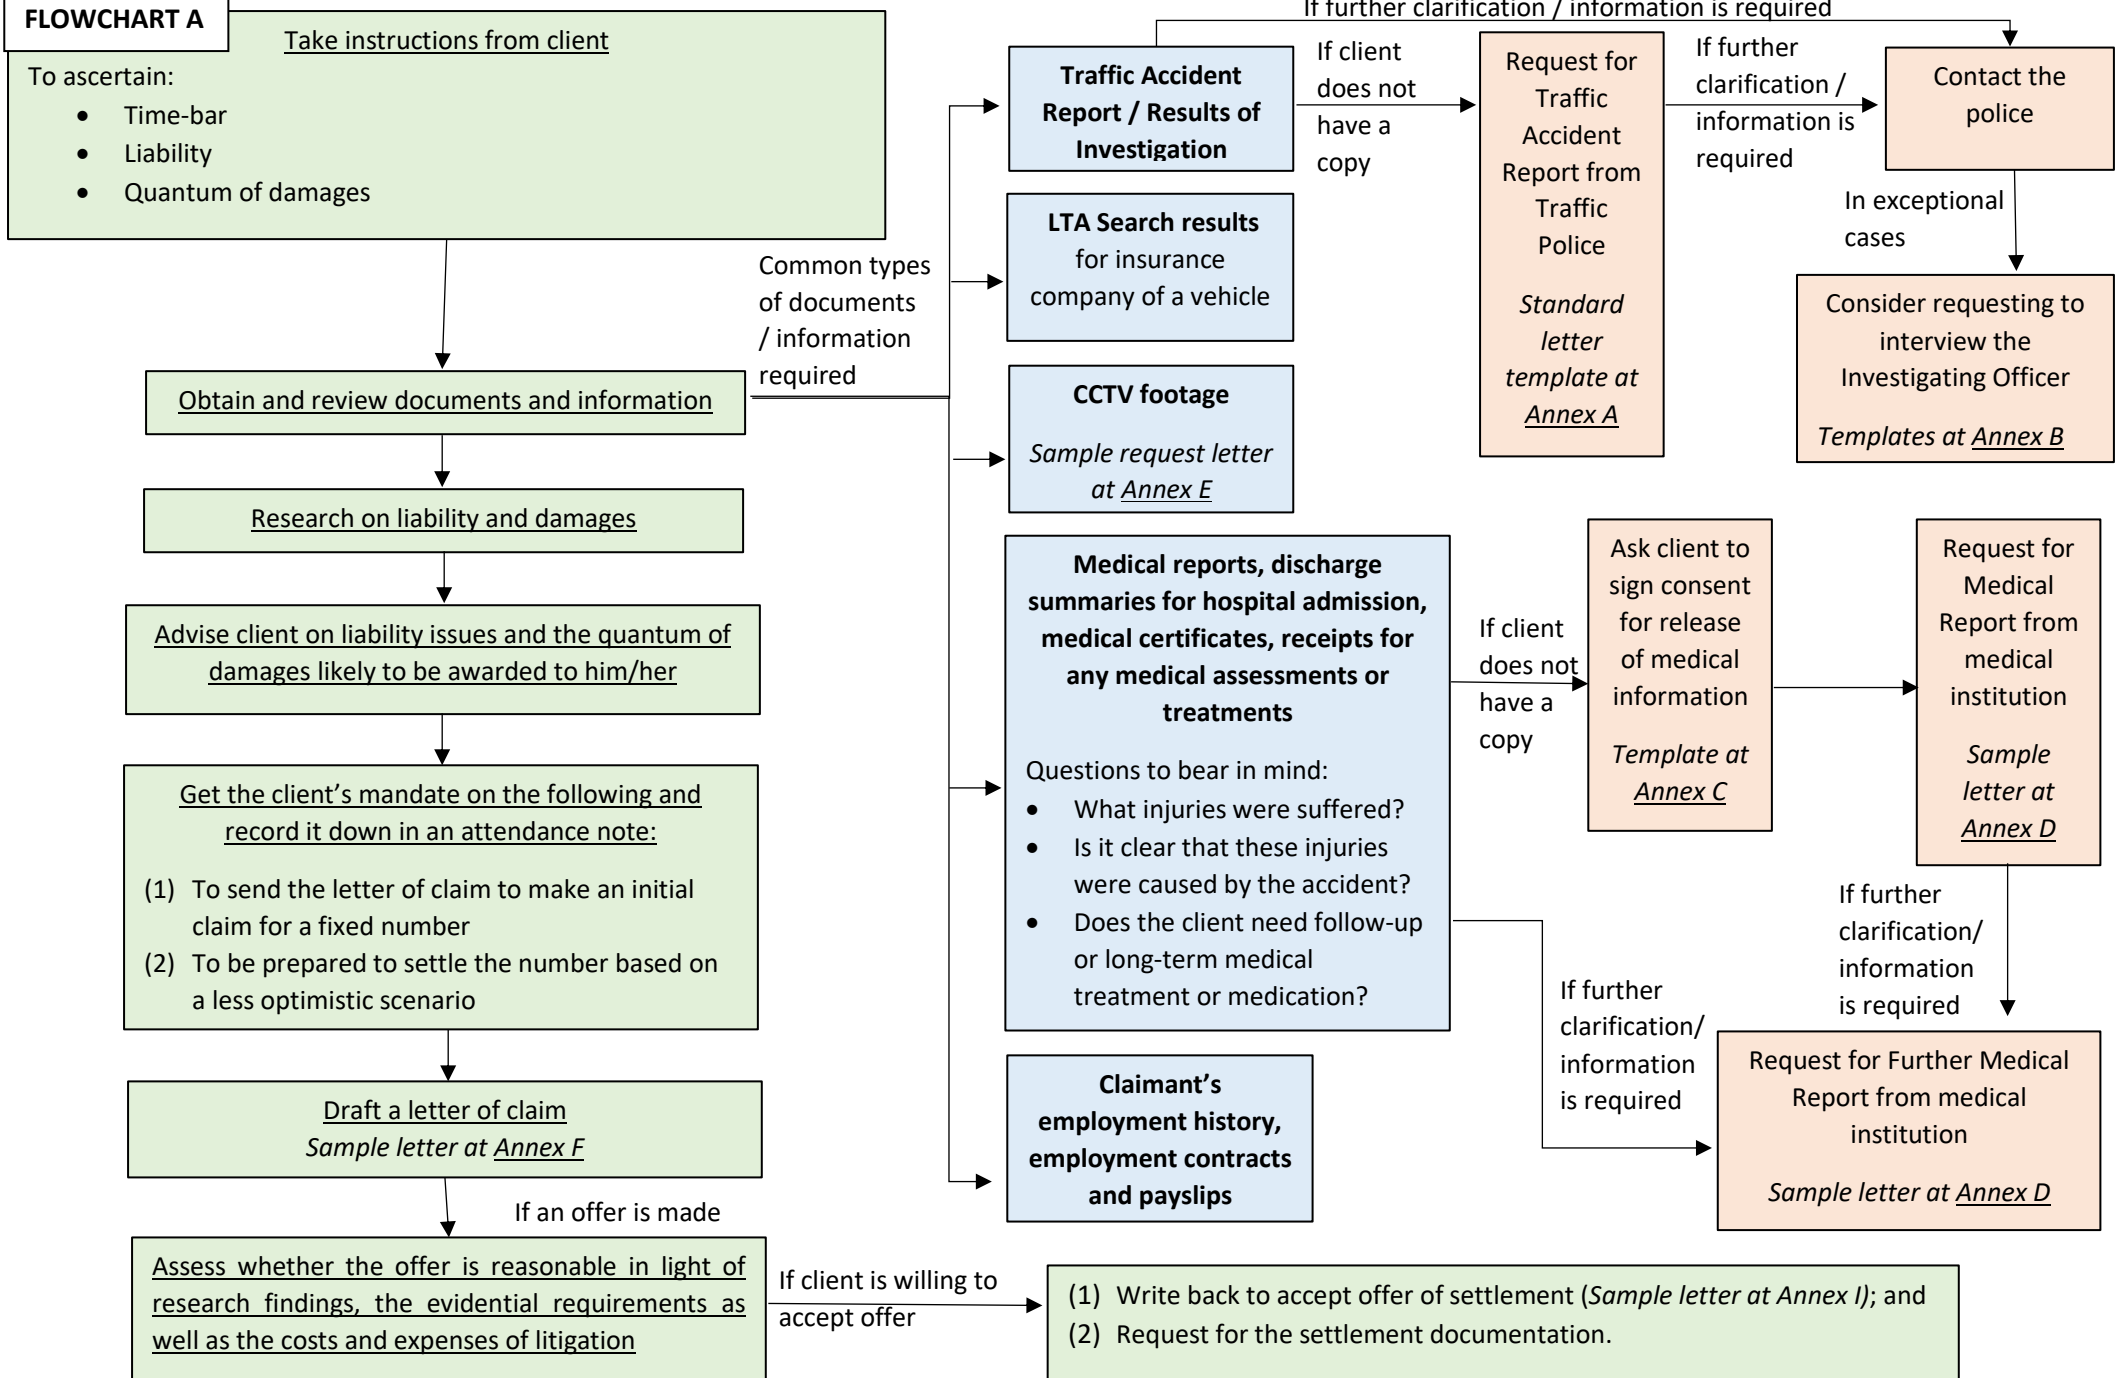 FLOWCHART A
Take instructions from client
To ascertain:
• Time-bar
• Liability
• Quantum of damages
Obtain and review documents and information
Research on liability and damages
Advise client on liability issues and the quantum of
damages likely to be awarded to him/her
Get the client’s mandate on the following and
record it down in an attendance note:
(1) To send the letter of claim to make an initial
claim for a fixed number
(2) To be prepared to settle the number based on
a less optimistic scenario
Draft a letter of claim
Sample letter at Annex F
If an offer is made
Assess whether the offer is reasonable in light of
research findings, the evidential requirements as
well as the costs and expenses of litigation
If client is willing to
accept offer
(1) Write back to accept offer of settlement (Sample letter at Annex I); and
(2) Request for the settlement documentation.
Common types
of documents
/ information
required
If further clarification / information is required
Traffic Accident
Report / Results of
Investigation
If client
does not
have a
copy
Request for
Traffic
Accident
Report from
Traffic
Police
Standard
letter
template at
Annex A
If further
clarification /
information is
required
Contact the
police
In exceptional
cases
Consider requesting to
interview the
Investigating Officer
Templates at Annex B
LTA Search results
for insurance
company of a vehicle
CCTV footage
Sample request letter
at Annex E
Medical reports, discharge
summaries for hospital admission,
medical certificates, receipts for
any medical assessments or
treatments
Questions to bear in mind:
• What injuries were suffered?
• Is it clear that these injuries
were caused by the accident?
• Does the client need follow-up
or long-term medical
treatment or medication?
If client
does not
have a
copy
Ask client to
sign consent
for release
of medical
information
Template at
Annex C
Request for
Medical
Report from
medical
institution
Sample
letter at
Annex D
If further
clarification/
information
is required
If further
clarification/
information
is required
Request for Further Medical
Report from medical
institution
Sample letter at Annex D
Claimant’s
employment history,
employment contracts
and payslips